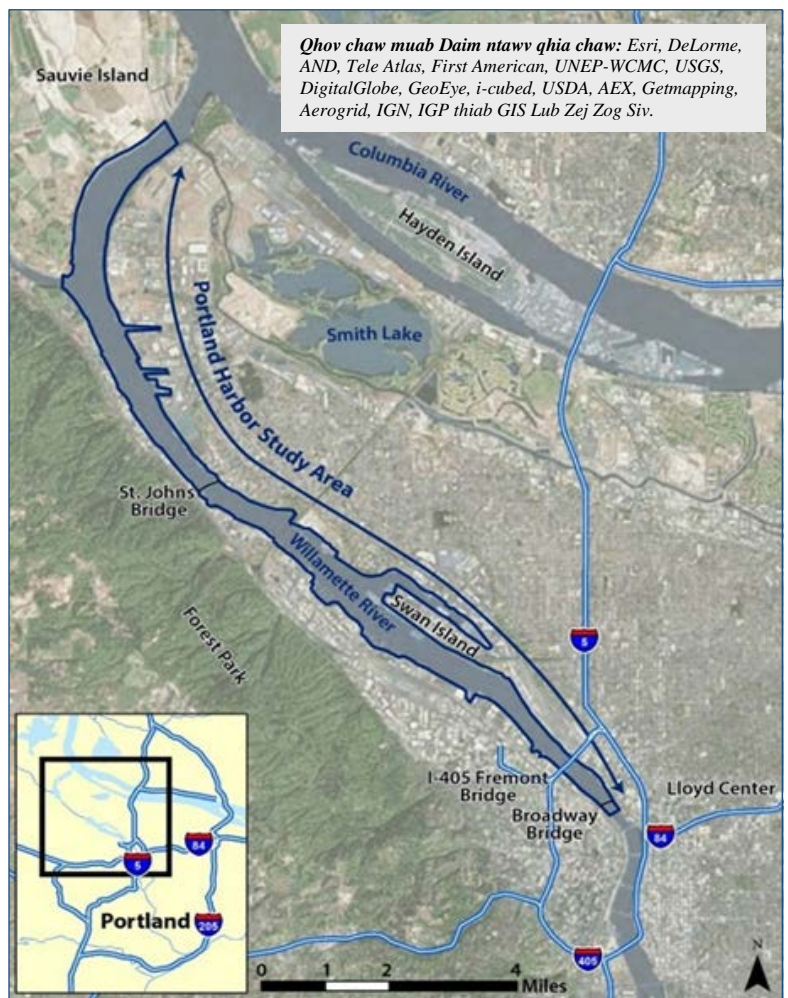 Qhov chaw muab Daim ntawv qhia chaw: Esri, DeLorme,
AND, Tele Atlas, First American, UNEP-WCMC, USGS,
DigitalGlobe, GeoEye, i-cubed, USDA, AEX, Getmapping,
Aerogrid, IGN, IGP thiab GIS Lub Zej Zog Siv.
Sauvie Island
Columbia River
Hayden Island
Portland Harbor Study Area
Smith Lake
St. Johns
Bridge
Willamette River
Swan Island
Forest Park
5
I-405 Fremont
Bridge
Lloyd Center
Broadway
Bridge
84
84
5
Portland
205
405
N
0 1 2 4
Miles